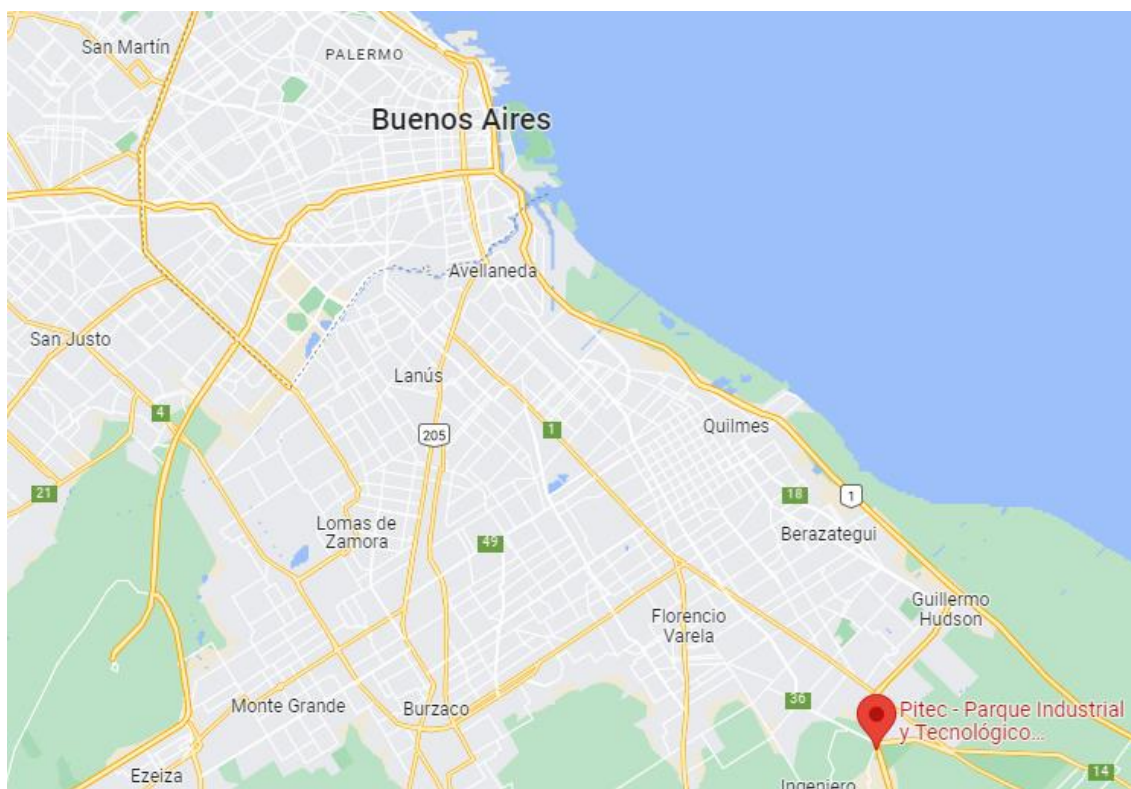 San Martín
PALERMO
Buenos Aires
Avellaneda
San Justo
Lanús
4
205
1
Quilmes
21
18
1
Lomas de
Zamora
49
Berazategui
Guillermo
Hudson
Florencio
Varela
Monte Grande
Burzaco
36
Pitec - Parque Industrial
y Tecnológico...
Ezeiza
Ingeniero
14